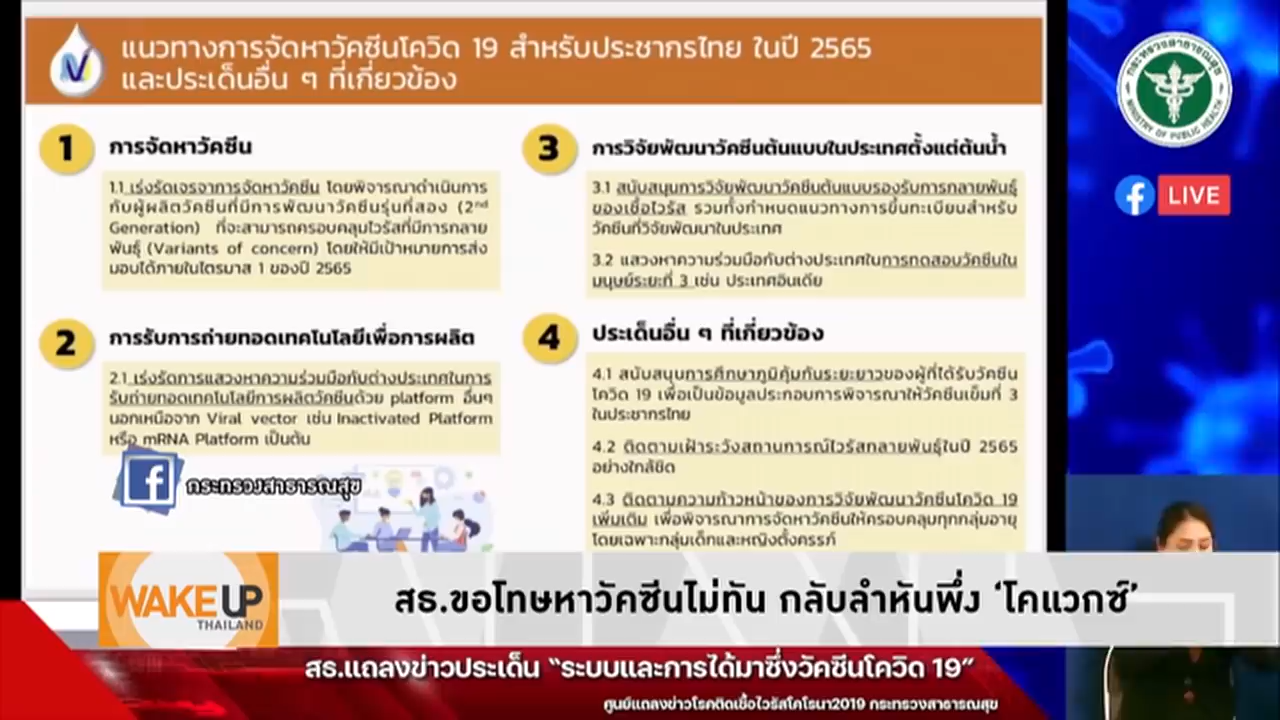 แนวทางการจัดหาวัคซีนโควิด 19 สำหรับประชากรไทย ในปี 2565
และประเด็นอื่น ๆ ที่เกี่ยวข้อง
1 การจัดหาวัคซีน
1.1 เร่งรัดเจรจาการจัดหาวัคซีน โดยพิจารณาดำเนินการ
กับผู้ผลิตวัคซีนที่มีการพัฒนาวัคซีนรุ่นที่สอง (2nd
Generation) ที่จะสามารถครอบคลุมไวรัสที่มีการกลาย
พันธุ์ (Variants of concern) โดยให้มีเป้าหมายการส่ง
มอบได้ภายในไตรมาส 1 ของปี 2565
2 การรับการถ่ายทอดเทคโนโลยีเพื่อการผลิต
2.1 เร่งรัดการแสวงหาความร่วมมือกับต่างประเทศในการ
รับถ่ายทอดเทคโนโลยีการผลิตวัคซีนด้วย platform อื่นๆ
นอกเหนือจาก Viral vector เช่น Inactivated Platform
หรือ mRNA Platform เป็นต้น
กระทรวงสาธารณสุข
3 การวิจัยพัฒนาวัคซีนต้นแบบในประเทศตั้งแต่ต้นน้ำ
3.1 สนับสนุนการวิจัยพัฒนาวัคซีนต้นแบบรองรับการกลายพันธุ์
ของเชื้อไวรัส รวมทั้งกำหนดแนวทางการขึ้นทะเบียนสำหรับ
วัคซีนที่วิจัยพัฒนาในประเทศ
3.2 แสวงหาความร่วมมือกับต่างประเทศในการทดสอบวัคซีนใน
มนุษย์ระยะที่ 3 เช่น ประเทศอินเดีย
4 ประเด็นอื่น ๆ ที่เกี่ยวข้อง
4.1 สนับสนุนการศึกษาภูมิคุ้มกันระยะยาวของผู้ที่ได้รับวัคซีน
โควิด 19 เพื่อเป็นข้อมูลประกอบการพิจารณาให้วัคซีนเข็มที่ 3
ในประชากรไทย
4.2 ติดตามเฝ้าระวังสถานการณ์ไวรัสกลายพันธุ์ในปี 2565
อย่างใกล้ชิด
4.3 ติดตามความก้าวหน้าของการวิจัยพัฒนาวัคซีนโควิด 19
เพิ่มเติม เพื่อพิจารณาการจัดหาวัคซีนให้ครอบคลุมทุกกลุ่มอายุ
โดยเฉพาะกลุ่มเด็กและหญิงตั้งครรภ์
กระทรวงสาธารณสุข
MINISTRY OF PUBLIC HEALTH
LIVE
WAKE UP
THAILAND
สธ.ขอโทษหาวัคซีนไม่ทัน กลับลำหันพึ่ง ‘โคแวกซ์’
สธ.แถลงข่าวประเด็น “ระบบและการได้มาซึ่งวัคซีนโควิด 19”
ศูนย์แถลงข่าวโรคติดเชื้อไวรัสโคโรนา2019 กระทรวงสาธารณสุข